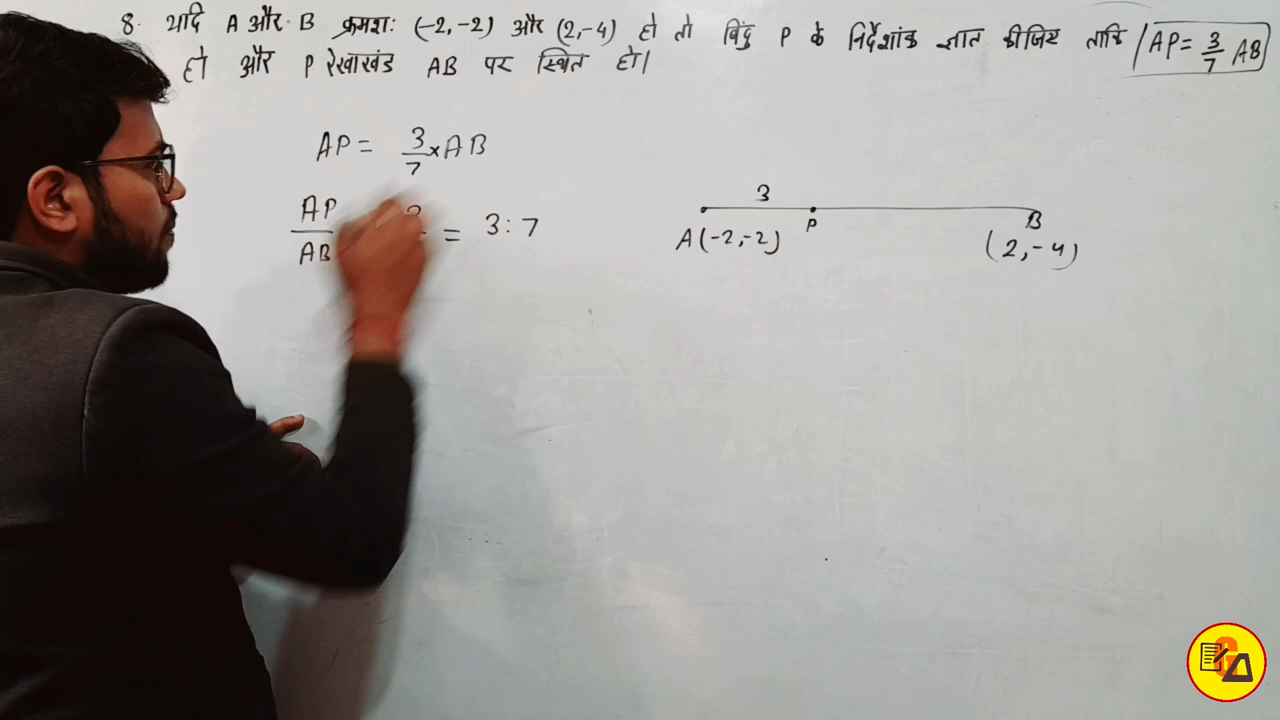 8. यदि A और B क्रमशः (-2,-2) और (2,-4) हो तो बिंदु P के निर्देशांक ज्ञात कीजिए ताकि AP = 3/7 AB
हो और P रेखाखंड AB पर स्थित हो।
AP = 3/7 × AB
AP/AB = 3:7
3
A(-2,-2) P B
(2,-4)